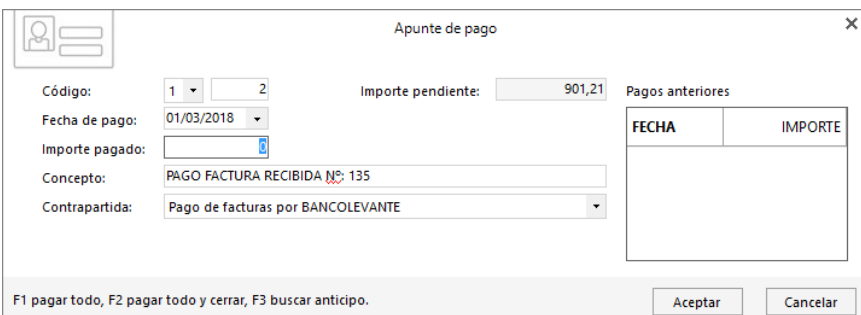 Apunte de pago
Código: 1 2 Importe pendiente: 901,21 Pagos anteriores
Fecha de pago: 01/03/2018 FECHA IMPORTE
Importe pagado: 0
Concepto: PAGO FACTURA RECIBIDA Nº: 135
Contrapartida: Pago de facturas por BANCOLEVANTE
F1 pagar todo, F2 pagar todo y cerrar, F3 buscar anticipo. Aceptar Cancelar